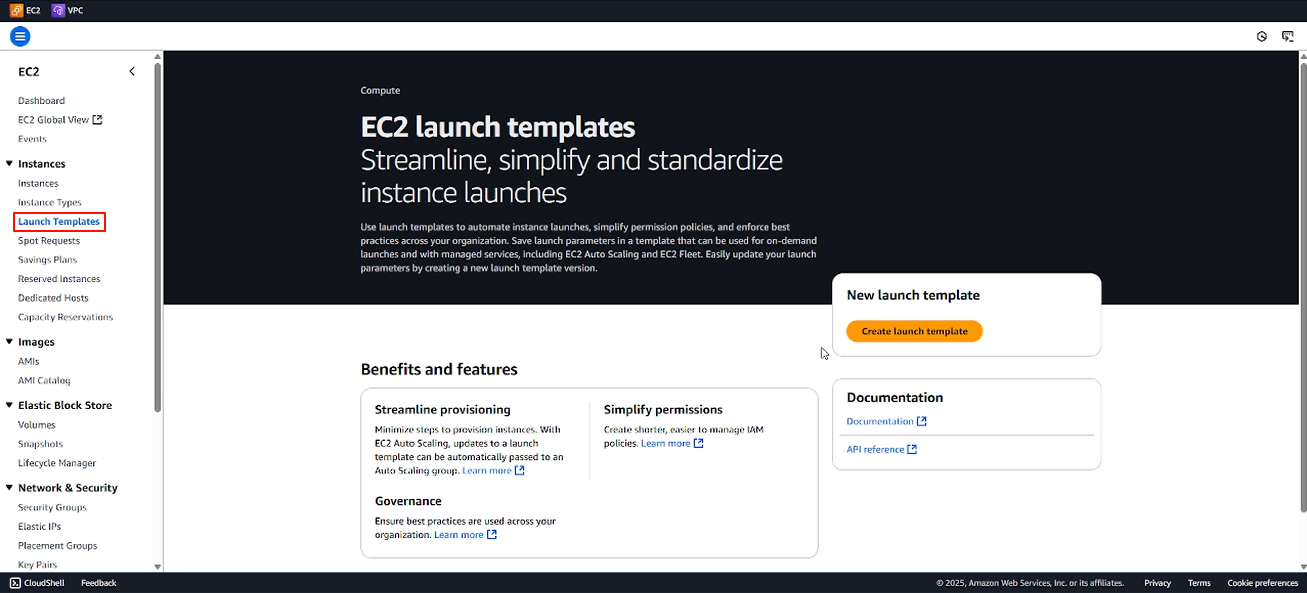 EC2 VPC
EC2
Dashboard
EC2 Global View
Events
Instances
Instances
Instance Types
Launch Templates
Spot Requests
Savings Plans
Reserved Instances
Dedicated Hosts
Capacity Reservations
Images
AMIs
AMI Catalog
Elastic Block Store
Volumes
Snapshots
Lifecycle Manager
Network & Security
Security Groups
Elastic IPs
Placement Groups
Key Pairs
Compute
EC2 launch templates
Streamline, simplify and standardize
instance launches
Use launch templates to automate instance launches, simplify permission policies, and enforce best
practices across your organization. Save launch parameters in a template that can be used for on-demand
launches and with managed services, including EC2 Auto Scaling and EC2 Fleet. Easily update your launch
parameters by creating a new launch template version.
New launch template
Create launch template
Benefits and features
Streamline provisioning
Minimize steps to provision instances. With
EC2 Auto Scaling, updates to a launch
template can be automatically passed to an
Auto Scaling group. Learn more
Simplify permissions
Create shorter, easier to manage IAM
policies. Learn more
Governance
Ensure best practices are used across your
organization. Learn more
Documentation
Documentation
API reference
CloudShell Feedback © 2025, Amazon Web Services, Inc. or its affiliates. Privacy Terms Cookie preferences